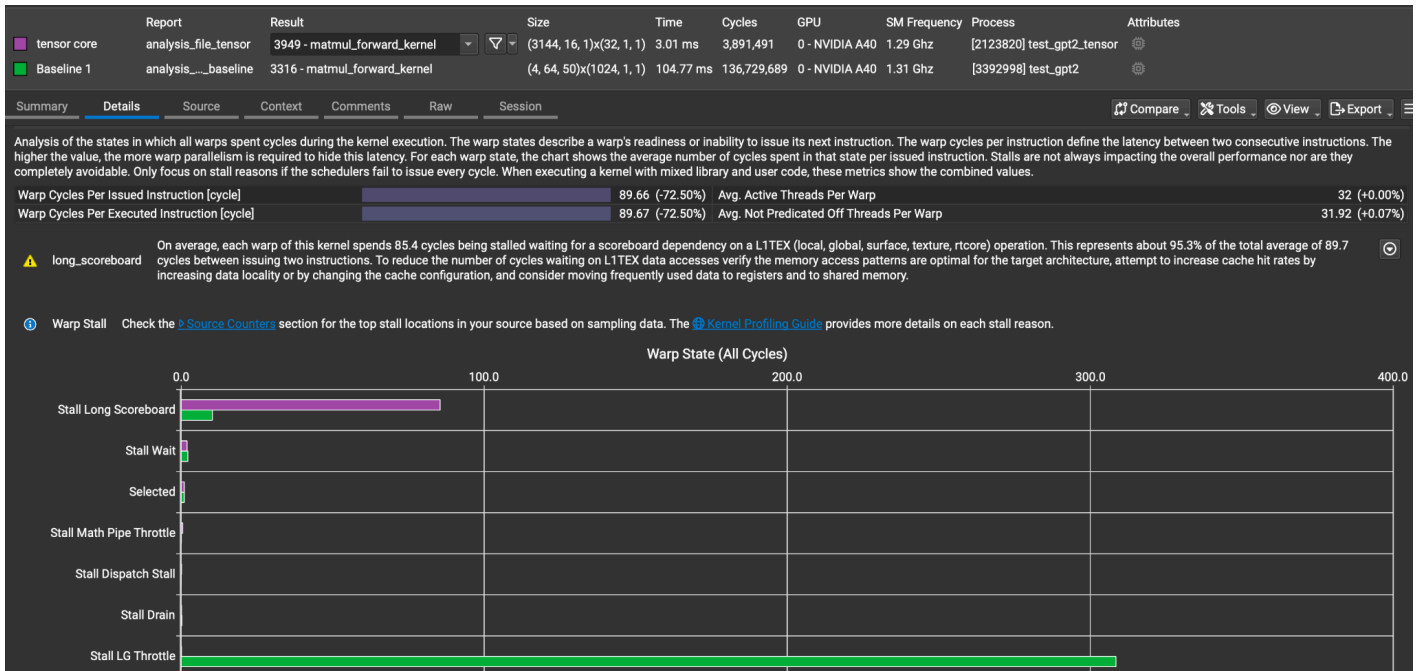 Report Result Size Time Cycles GPU SM Frequency Process Attributes
tensor core analysis_file_tensor 3949 - matmul_forward_kernel (3144, 16, 1)x(32, 1, 1) 3.01 ms 3,891,491 0 - NVIDIA A40 1.29 Ghz [2123820] test_gpt2_tensor
Baseline 1 analysis_..._baseline 3316 - matmul_forward_kernel (4, 64, 50)x(1024, 1, 1) 104.77 ms 136,729,689 0 - NVIDIA A40 1.31 Ghz [3392998] test_gpt2
Summary Details Source Context Comments Raw Session Compare Tools View Export
Analysis of the states in which all warps spent cycles during the kernel execution. The warp states describe a warp's readiness or inability to issue its next instruction. The warp cycles per instruction define the latency between two consecutive instructions. The
higher the value, the more warp parallelism is required to hide this latency. For each warp state, the chart shows the average number of cycles spent in that state per issued instruction. Stalls are not always impacting the overall performance nor are they
completely avoidable. Only focus on stall reasons if the schedulers fail to issue every cycle. When executing a kernel with mixed library and user code, these metrics show the combined values.
Warp Cycles Per Issued Instruction [cycle] 89.66 (-72.50%) Avg. Active Threads Per Warp 32 (+0.00%)
Warp Cycles Per Executed Instruction [cycle] 89.67 (-72.50%) Avg. Not Predicated Off Threads Per Warp 31.92 (+0.07%)
On average, each warp of this kernel spends 85.4 cycles being stalled waiting for a scoreboard dependency on a L1TEX (local, global, surface, texture, rtcore) operation. This represents about 95.3% of the total average of 89.7
long_scoreboard cycles between issuing two instructions. To reduce the number of cycles waiting on L1TEX data accesses verify the memory access patterns are optimal for the target architecture, attempt to increase cache hit rates by
increasing data locality or by changing the cache configuration, and consider moving frequently used data to registers and to shared memory.
Warp Stall Check the Source Counters section for the top stall locations in your source based on sampling data. The Kernel Profiling Guide provides more details on each stall reason.
Warp State (All Cycles)
0.0 100.0 200.0 300.0 400.0
Stall Long Scoreboard
Stall Wait
Selected
Stall Math Pipe Throttle
Stall Dispatch Stall
Stall Drain
Stall LG Throttle